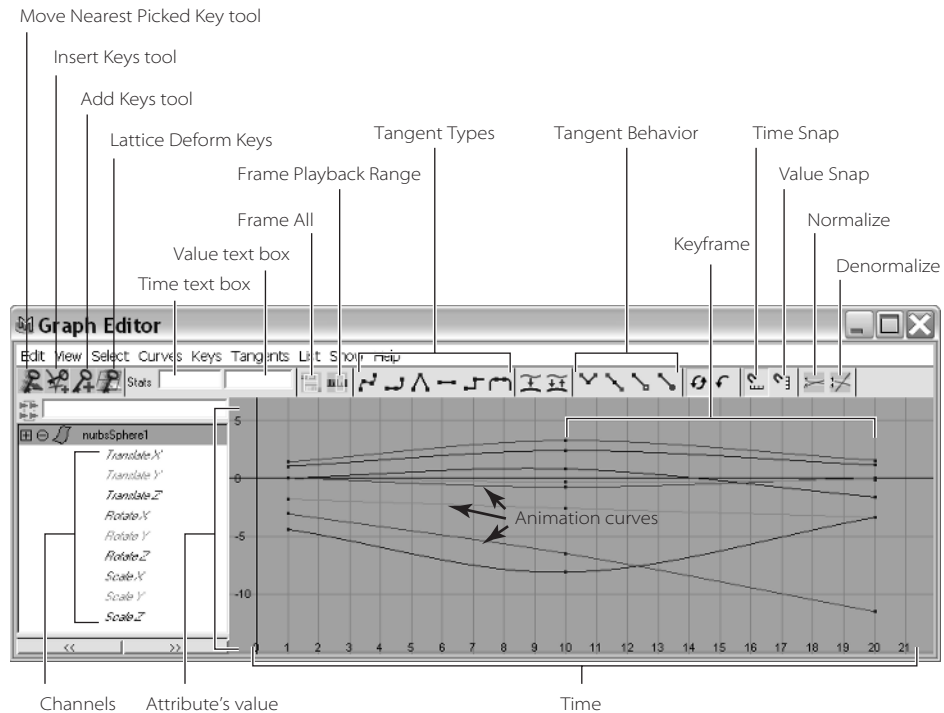 Move Nearest Picked Key tool
Insert Keys tool
Add Keys tool
Lattice Deform Keys
Tangent Types
Tangent Behavior
Time Snap
Frame Playback Range
Value Snap
Frame All
Normalize
Keyframe
Value text box
Denormalize
Time text box
Graph Editor
Edit View Select Curves Keys Tangents List Show Help
Stats
nurbsSphere1
Translate X
Translate Y
Translate Z
Rotate X
Rotate Y
Rotate Z
Scale X
Scale Y
Scale Z
<< >>
5
0
-5
-10
Animation curves
0 1 2 3 4 5 6 7 8 9 10 11 12 13 14 15 16 17 18 19 20 21
Channels
Attribute's value
Time